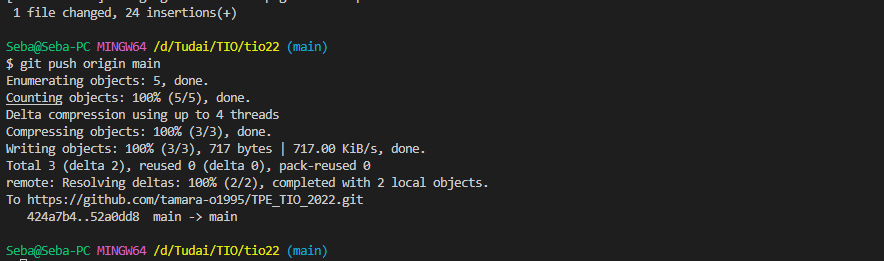 1 file changed, 24 insertions(+)
Seba@Seba-PC MINGW64 /d/Tudai/TIO/tio22 (main)
$ git push origin main
Enumerating objects: 5, done.
Counting objects: 100% (5/5), done.
Delta compression using up to 4 threads
Compressing objects: 100% (3/3), done.
Writing objects: 100% (3/3), 717 bytes | 717.00 KiB/s, done.
Total 3 (delta 2), reused 0 (delta 0), pack-reused 0
remote: Resolving deltas: 100% (2/2), completed with 2 local objects.
To https://github.com/tamara-o1995/TPE_TIO_2022.git
424a7b4..52a0dd8  main -> main
Seba@Seba-PC MINGW64 /d/Tudai/TIO/tio22 (main)